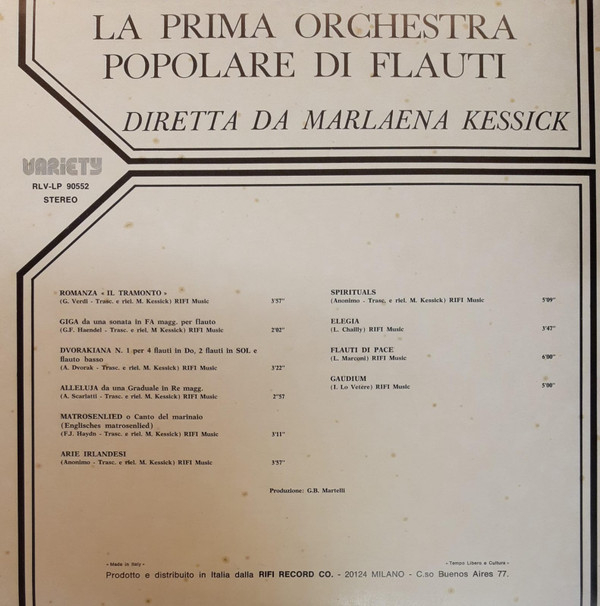 LA PRIMA ORCHESTRA
POPOLARE DI FLAUTI
DIRETTA DA MARLAENA KESSICK
VARIETY
RLV-LP 90552
STEREO
ROMANZA « IL TRAMONTO »
(G. Verdi - Trasc. e riel. M. Kessick) RIFI Music 3'57"
GIGA da una sonata in FA magg. per flauto
(G.F. Haendel - Trasc. e riel. M. Kessick) RIFI Music 2'02"
DVORAKIANA N. 1 per 4 flauti in Do, 2 flauti in SOL e
flauto basso
(A. Dvorak - Trasc. e riel. M. Kessick) RIFI Music 3'22"
ALLELUJA da una Graduale in Re magg.
(A. Scarlatti - Trasc. e riel. M. Kessick) RIFI Music 2"57
MATROSENLIED o Canto del marinaio
(Englisches matrosenlied)
(F.J. Haydn - Trasc. e riel. M. Kessick) RIFI Music 3'11"
ARIE IRLANDESI
(Anonimo - Trasc. e riel. M. Kessick) RIFI Music 3'57"
SPIRITUALS
(Anonimo - Trasc. e riel. M. Kessick) RIFI Music 5'09"
ELEGIA
(L. Chailly) RIFI Music 3'47"
FLAUTI DI PACE
(L. Marconi) RIFI Music 6'00"
GAUDIUM
(I. Lo Vetere) RIFI Music 5'00"
Produzione: G.B. Martelli
« Made in Italy »
« Tempo Libero e Cultura »
Prodotto e distribuito in Italia dalla RIFI RECORD CO. - 20124 MILANO - C.so Buenos Aires 77.